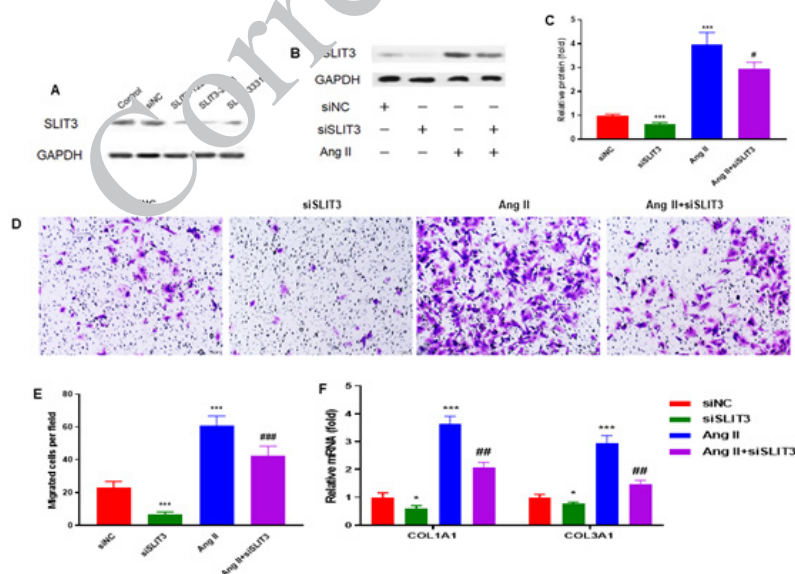 Corre
A
Control
siNC
SLIT3
GAPDH
B
SLIT3
GAPDH
siNC + – – –
siSLIT3 – + – +
Ang II – – + +
C
Relative protein (fold)
5
4
3
2
1
0
***
***
#
siNC
siSLIT3
Ang II
Ang II+siSLIT3
D
siSLIT3
Ang II
Ang II+siSLIT3
E
Migrated cells per field
80
60
40
20
0
***
***
###
siNC
siSLIT3
Ang II
Ang II+siSLIT3
F
Relative mRNA (fold)
5
4
3
2
1
0
*
***
##
*
***
##
COL1A1
COL3A1
siNC
siSLIT3
Ang II
Ang II+siSLIT3